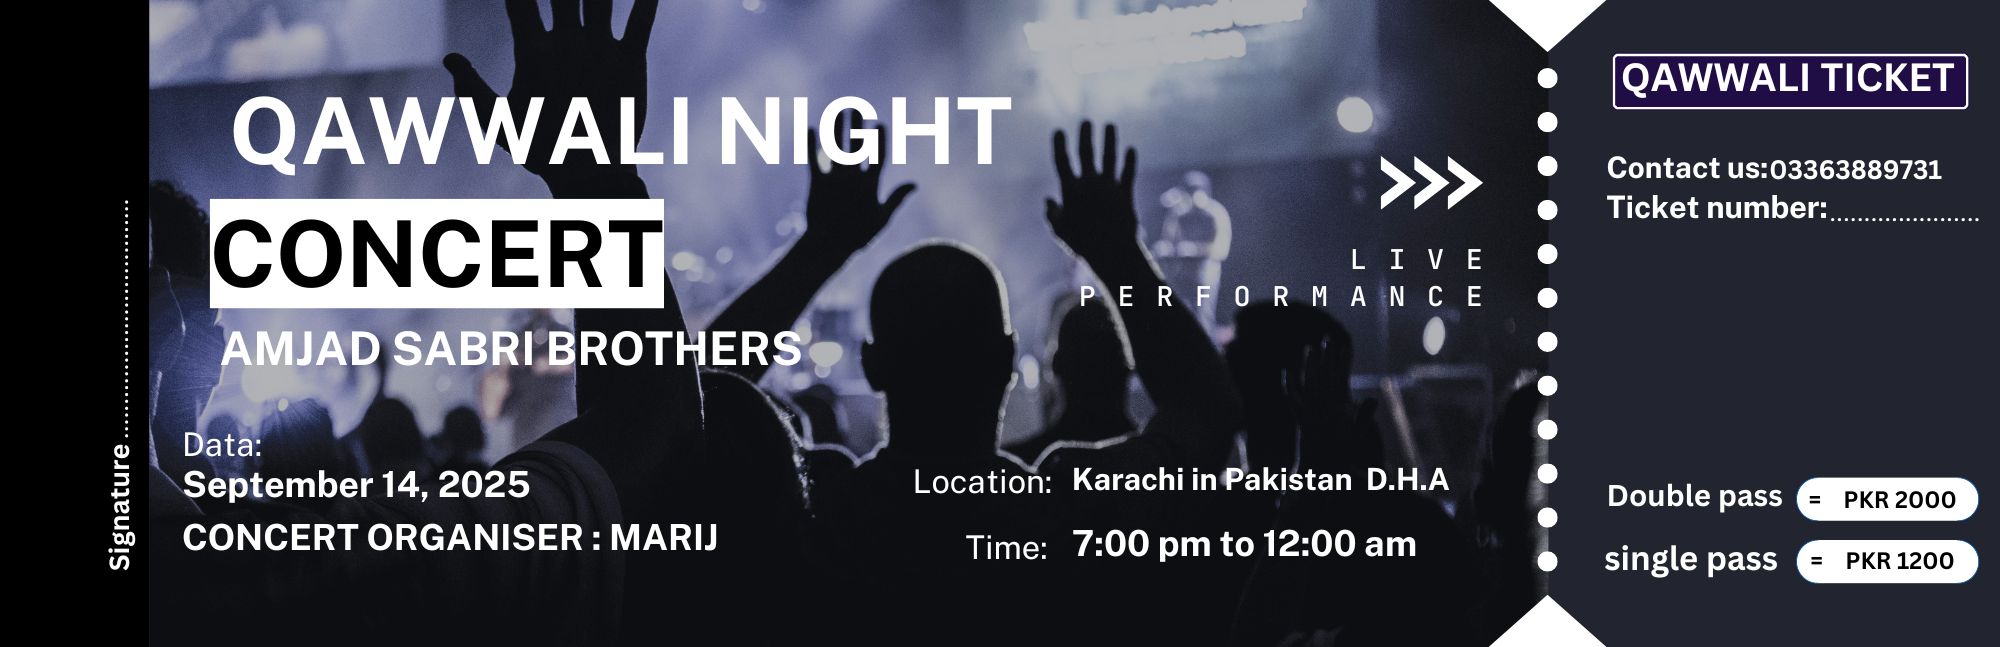 Signature......................................
QAWWALI NIGHT
CONCERT
AMJAD SABRI BROTHERS
Data:
September 14, 2025
CONCERT ORGANISER : MARIJ
LIVE
PERFORMANCE
Location: Karachi in Pakistan D.H.A
Time: 7:00 pm to 12:00 am
QAWWALI TICKET
Contact us:03363889731
Ticket number:......................
Double pass = PKR 2000
single pass = PKR 1200